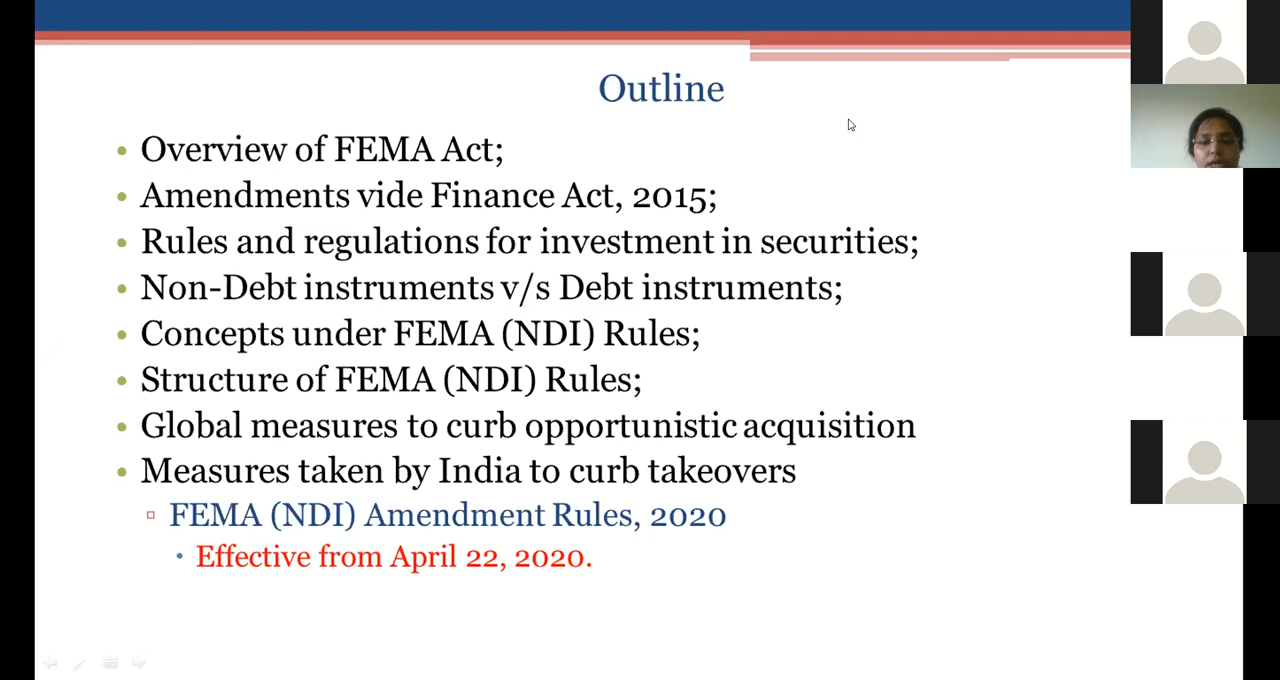 Outline
• Overview of FEMA Act;
• Amendments vide Finance Act, 2015;
• Rules and regulations for investment in securities;
• Non-Debt instruments v/s Debt instruments;
• Concepts under FEMA (NDI) Rules;
• Structure of FEMA (NDI) Rules;
• Global measures to curb opportunistic acquisition
• Measures taken by India to curb takeovers
▫ FEMA (NDI) Amendment Rules, 2020
• Effective from April 22, 2020.